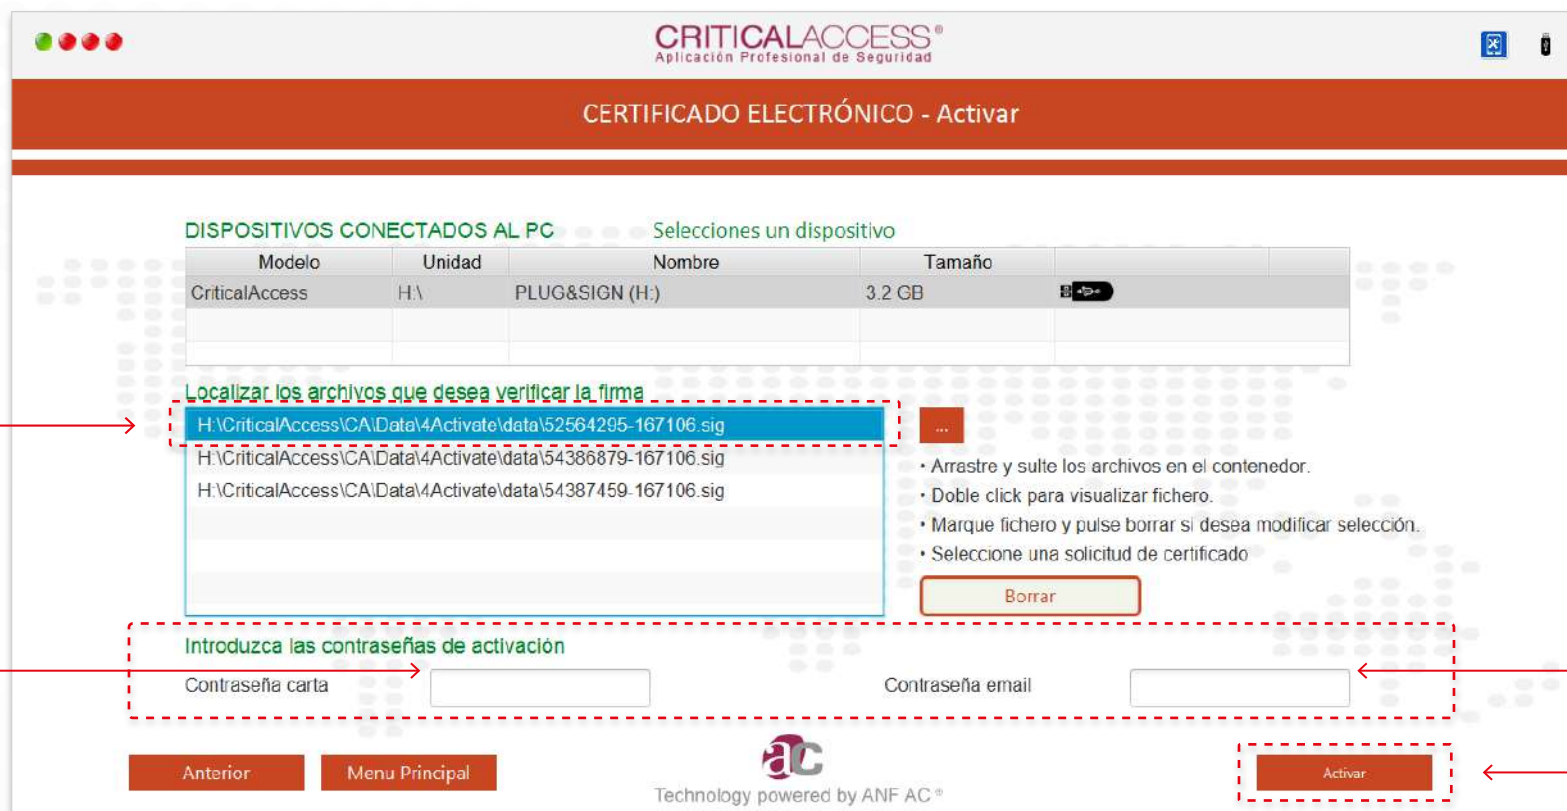 CRITICALACCESS®
Aplicación Profesional de Seguridad
CERTIFICADO ELECTRÓNICO - Activar
DISPOSITIVOS CONECTADOS AL PC Selecciones un dispositivo
Modelo Unidad Nombre Tamaño
CriticalAccess H:\ PLUG&SIGN (H:) 3.2 GB
Localizar los archivos que desea verificar la firma
H:\CriticalAccess\CA\Data\4Activate\data\52564295-167106.sig ...
H:\CriticalAccess\CA\Data\4Activate\data\54386879-167106.sig
H:\CriticalAccess\CA\Data\4Activate\data\54387459-167106.sig
• Arrastre y sulte los archivos en el contenedor.
• Doble click para visualizar fichero.
• Marque fichero y pulse borrar si desea modificar selección.
• Seleccione una solicitud de certificado
Borrar
Introduzca las contraseñas de activación
Contraseña carta Contraseña email
Anterior Menu Principal ac Activar
Technology powered by ANF AC ®